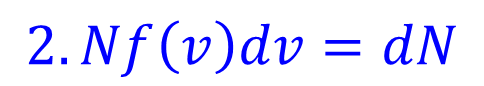 2. Nf(v)dv = dN